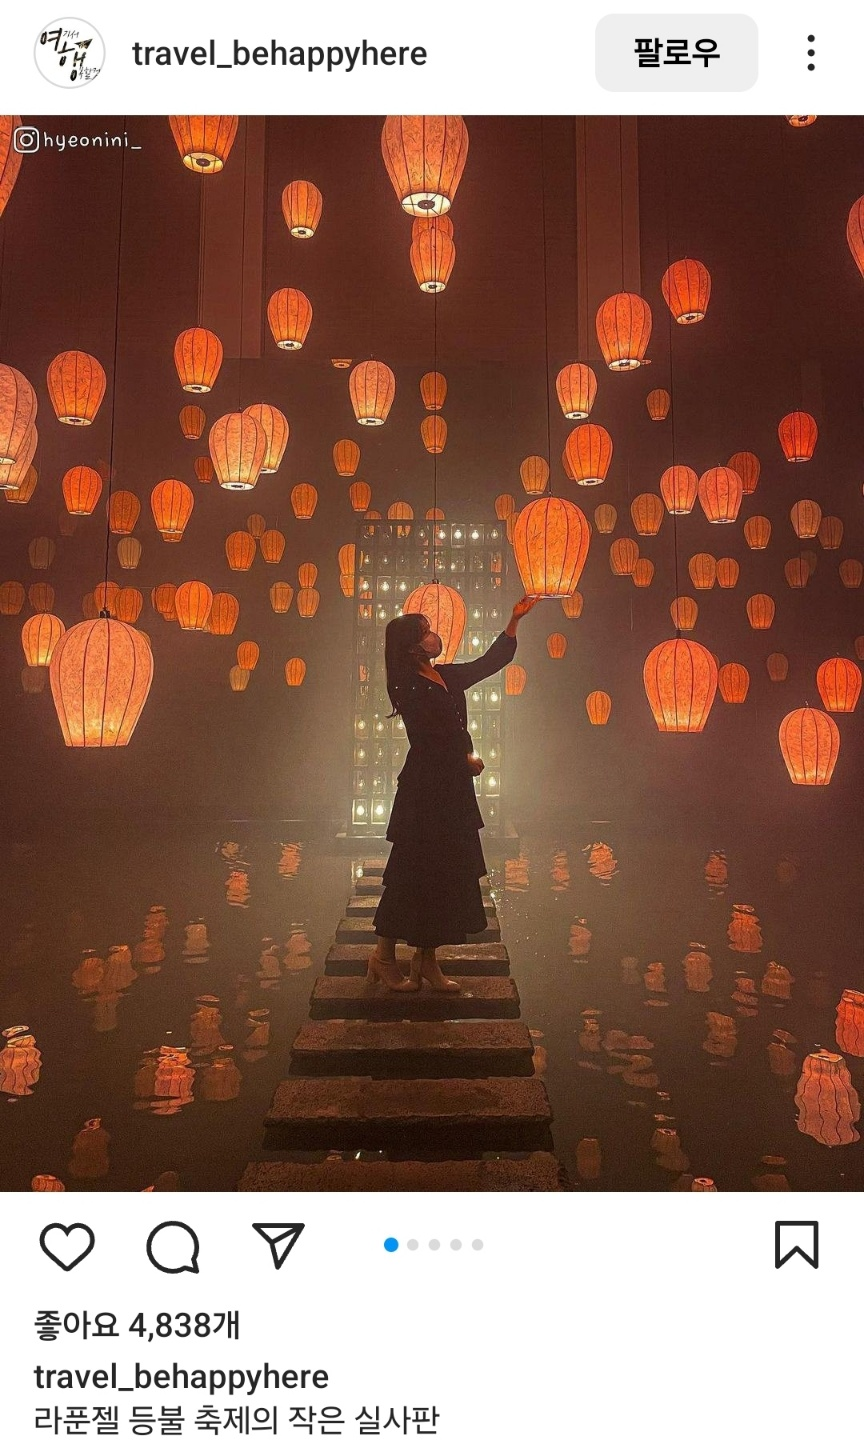 travel_behappyhere
팔로우
hyeonini_
좋아요 4,838개
travel_behappyhere
라푼젤 등불 축제의 작은 실사판